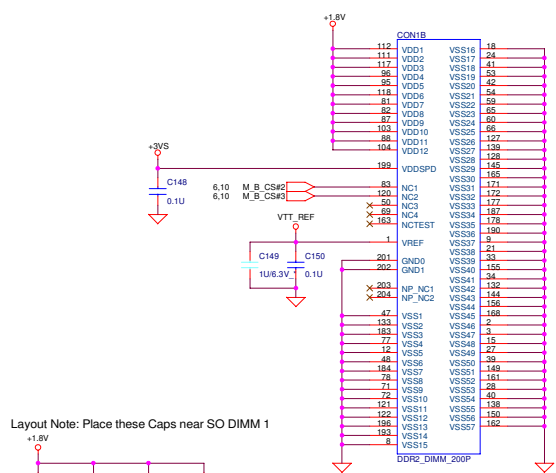 +1.8V
CON1B
112 VDD1 VSS16 18
111 VDD2 VSS17 24
117 VDD3 VSS18 41
96 VDD4 VSS19 53
95 VDD5 VSS20 42
118 VDD6 VSS21 54
81 VDD7 VSS22 59
82 VDD8 VSS23 65
87 VDD9 VSS24 60
103 VDD10 VSS25 66
88 VDD11 VSS26 127
104 VDD12 VSS27 139
VSS28 128
+3VS
199 VDDSPD VSS29 145
VSS30 165
C148
0.1U
6,10 M_B_CS#2 83 NC1 VSS31 171
6,10 M_B_CS#3 120 NC2 VSS32 172
50 NC3 VSS33 177
69 NC4 VSS34 187
163 NCTEST VSS35 178
VSS36 190
VTT_REF
1 VREF VSS37 9
VSS38 21
C149
1U/6.3V_
C150
0.1U
201 GND0 VSS39 33
202 GND1 VSS40 155
VSS41 34
203 NP_NC1 VSS42 132
204 NP_NC2 VSS43 144
VSS44 156
47 VSS1 VSS45 168
133 VSS2 VSS46 2
183 VSS3 VSS47 3
77 VSS4 VSS48 15
12 VSS5 VSS49 27
48 VSS6 VSS50 39
184 VSS7 VSS51 149
78 VSS8 VSS52 161
71 VSS9 VSS53 28
72 VSS10 VSS54 40
121 VSS11 VSS55 138
122 VSS12 VSS56 150
196 VSS13 VSS57 162
193 VSS14
8 VSS15
DDR2_DIMM_200P
Layout Note: Place these Caps near SO DIMM 1
+1.8V